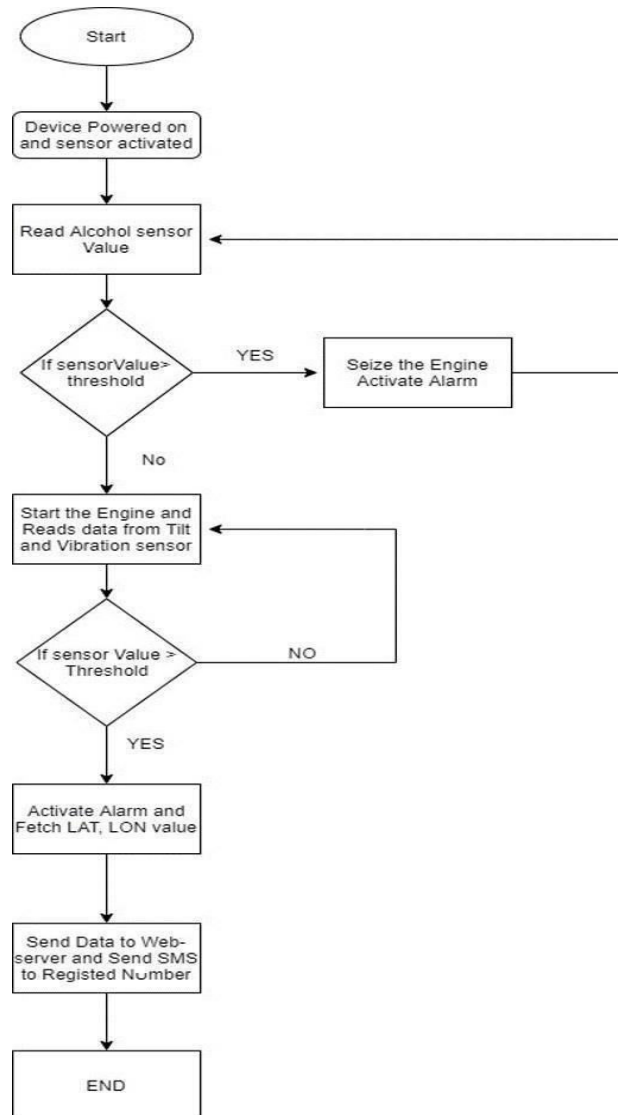 Start
Device Powered on
and sensor activated
Read Alcohol sensor
Value
If sensorValue>
threshold
YES
Seize the Engine
Activate Alarm
No
Start the Engine and
Reads data from Tilt
and Vibration sensor
If sensor Value >
Threshold
NO
YES
Activate Alarm and
Fetch LAT, LON value
Send Data to Web-
server and Send SMS
to Registed Number
END